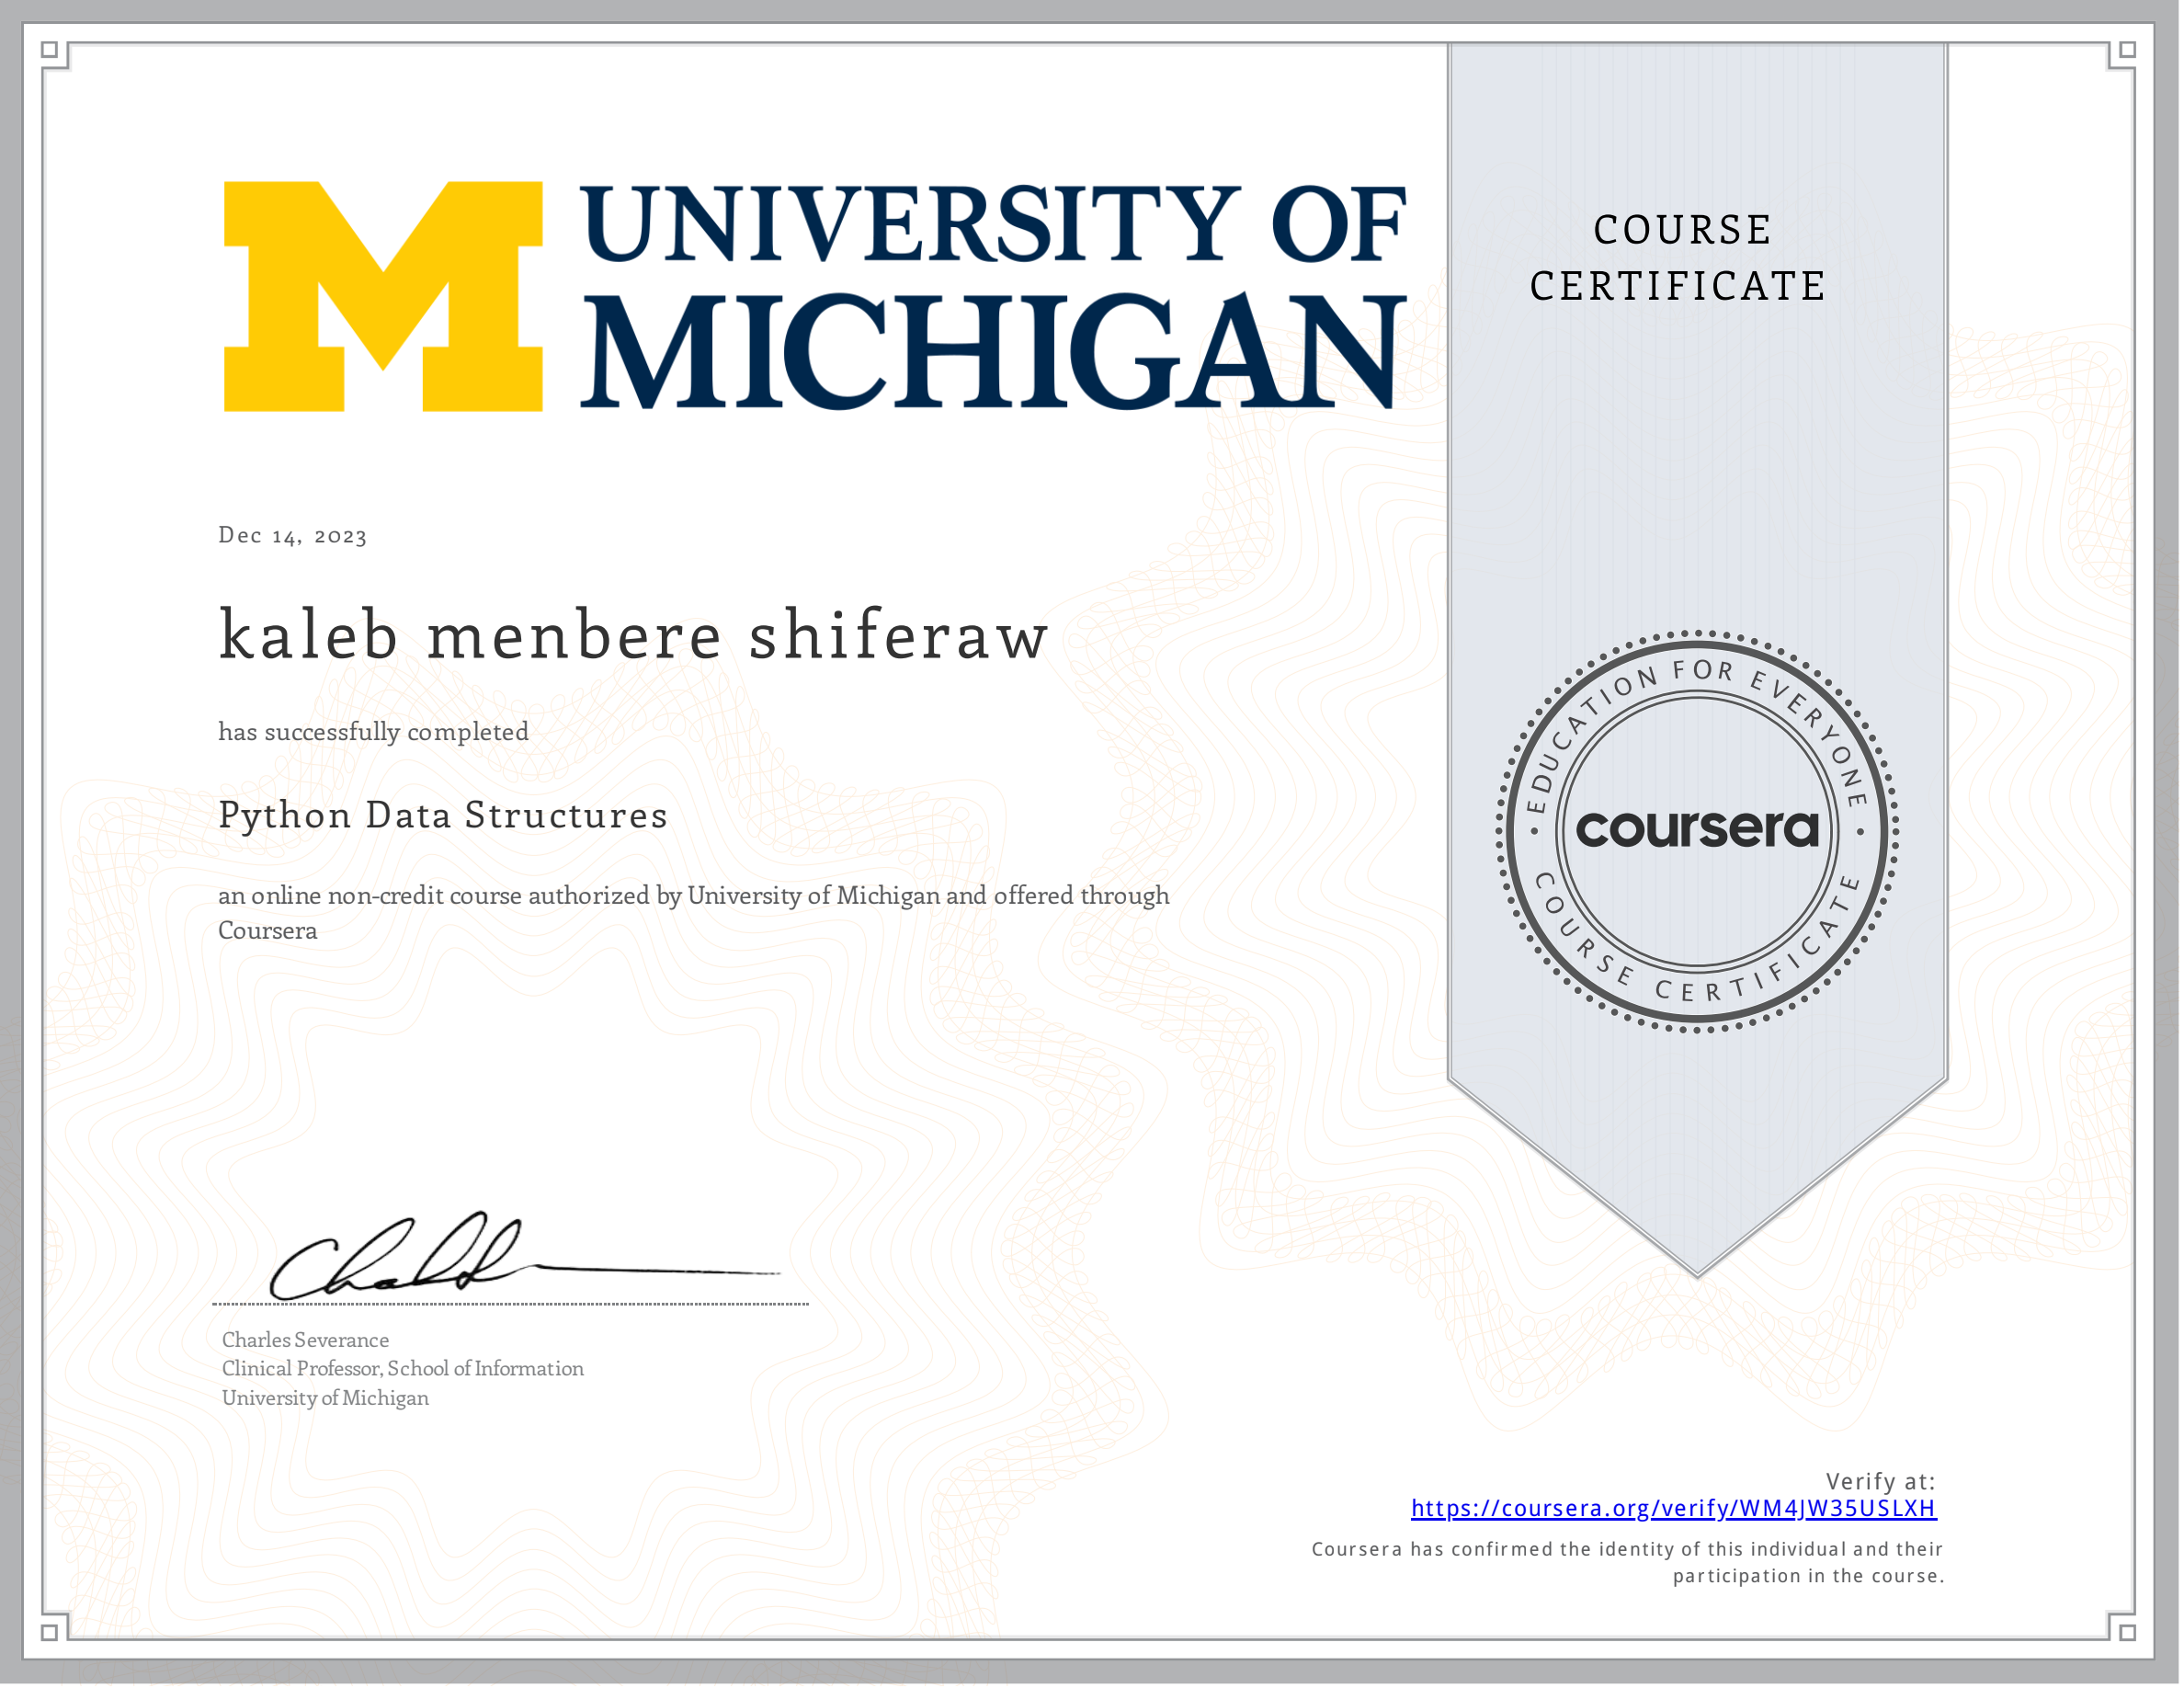 UNIVERSITY OF
MICHIGAN
COURSE
CERTIFICATE
Dec 14, 2023
kaleb menbere shiferaw
has successfully completed
Python Data Structures
an online non-credit course authorized by University of Michigan and offered through
Coursera
EDUCATION FOR EVERYONE
coursera
COURSE CERTIFICATE
Charles Severance
Clinical Professor, School of Information
University of Michigan
Verify at:
https://coursera.org/verify/WM4JW35USLXH
Coursera has confirmed the identity of this individual and their
participation in the course.